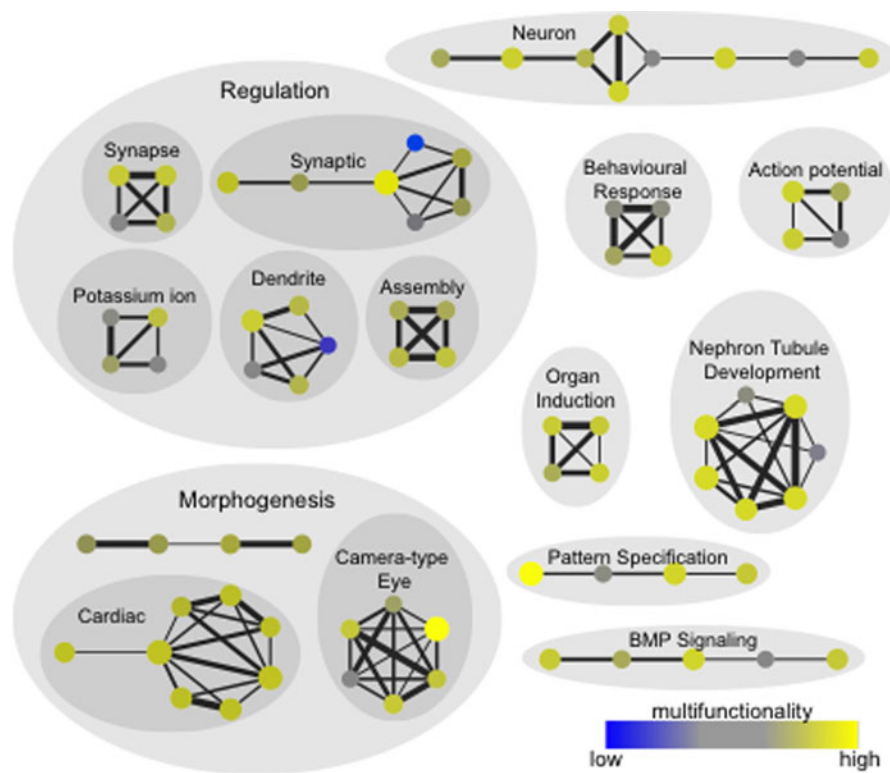 Neuron
Regulation
Synapse
Synaptic
Behavioural
Response
Action potential
Potassium ion
Dendrite
Assembly
Organ
Induction
Nephron Tubule
Development
Morphogenesis
Camera-type
Eye
Cardiac
Pattern Specification
BMP Signaling
multifunctionality
low
high